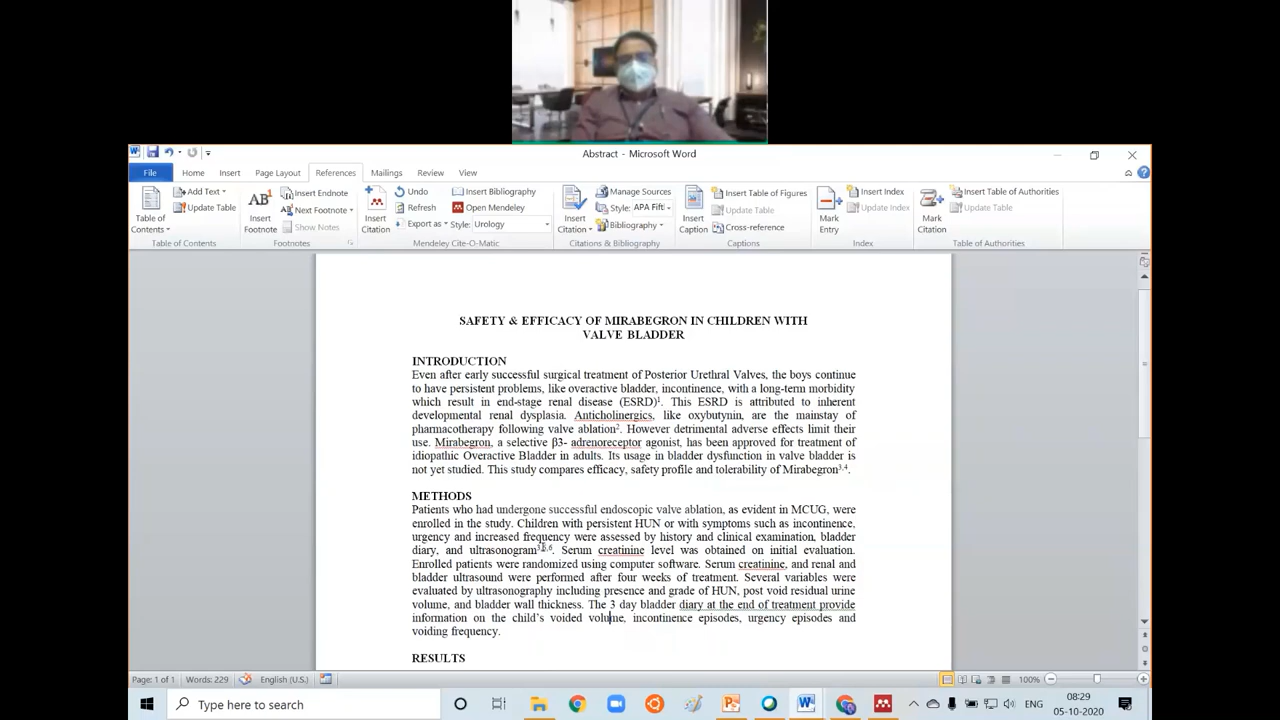 Abstract - Microsoft Word
File Home Insert Page Layout References Mailings Review View
Table of Contents
Add Text
Update Table
Table of Contents
AB¹
Insert Footnote
Insert Endnote
Next Footnote
Show Notes
Footnotes
Insert Citation
Undo
Refresh
Export as
Insert Bibliography
Open Mendeley
Style: Urology
Mendeley Cite-O-Matic
Insert Citation
Manage Sources
Style: APA Fift
Bibliography
Citations & Bibliography
Insert Caption
Insert Table of Figures
Update Table
Cross-reference
Captions
Mark Entry
Insert Index
Update Index
Index
Mark Citation
Insert Table of Authorities
Update Table
Table of Authorities
SAFETY & EFFICACY OF MIRABEGRON IN CHILDREN WITH
VALVE BLADDER
INTRODUCTION
Even after early successful surgical treatment of Posterior Urethral Valves, the boys continue
to have persistent problems, like overactive bladder, incontinence, with a long-term morbidity
which result in end-stage renal disease (ESRD)¹. This ESRD is attributed to inherent
developmental renal dysplasia. Anticholinergics, like oxybutynin, are the mainstay of
pharmacotherapy following valve ablation². However detrimental adverse effects limit their
use. Mirabegron, a selective β3- adrenoreceptor agonist, has been approved for treatment of
idiopathic Overactive Bladder in adults. Its usage in bladder dysfunction in valve bladder is
not yet studied. This study compares efficacy, safety profile and tolerability of Mirabegron³,⁴.
METHODS
Patients who had undergone successful endoscopic valve ablation, as evident in MCUG, were
enrolled in the study. Children with persistent HUN or with symptoms such as incontinence,
urgency and increased frequency were assessed by history and clinical examination, bladder
diary, and ultrasonogram³,⁵,⁶. Serum creatinine level was obtained on initial evaluation.
Enrolled patients were randomized using computer software. Serum creatinine, and renal and
bladder ultrasound were performed after four weeks of treatment. Several variables were
evaluated by ultrasonography including presence and grade of HUN, post void residual urine
volume, and bladder wall thickness. The 3 day bladder diary at the end of treatment provide
information on the child's voided volume, incontinence episodes, urgency episodes and
voiding frequency.
RESULTS
Page: 1 of 1 Words: 229 English (U.S.) 100%
Type here to search
ENG
08:29
05-10-2020